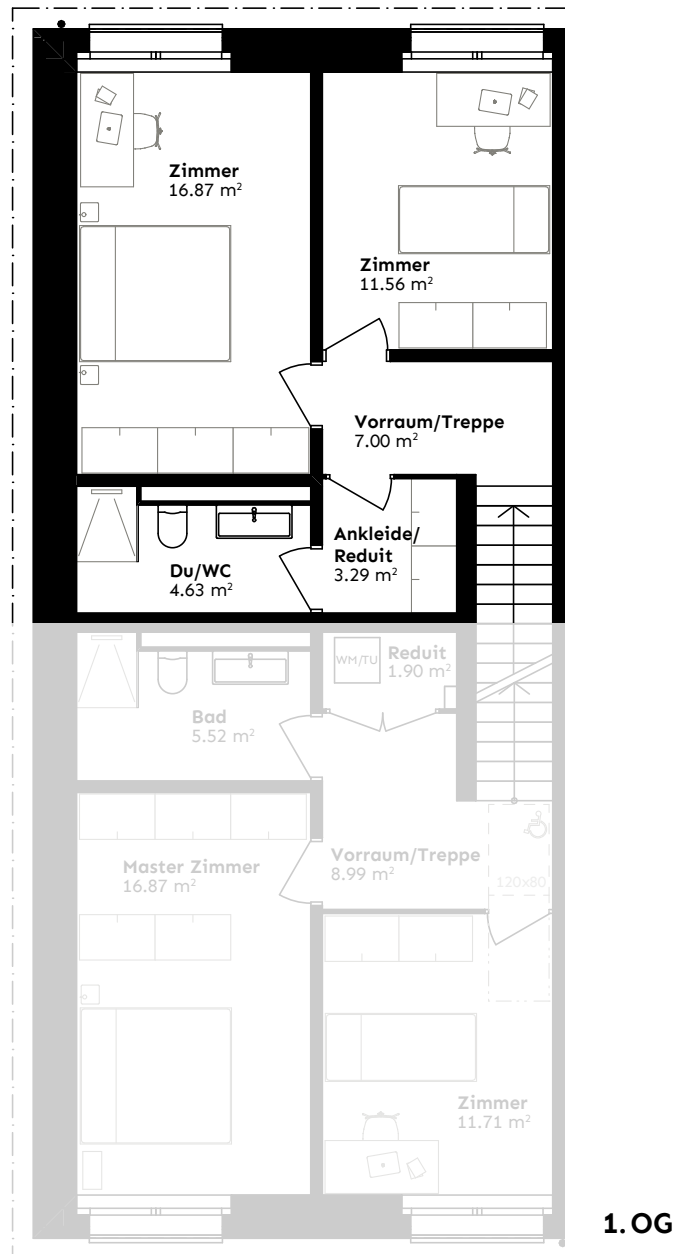 Zimmer
16.87 m²
Zimmer
11.56 m²
Vorraum/Treppe
7.00 m²
Ankleide/
Reduit
3.29 m²
Du/WC
4.63 m²
WM/TU
Reduit
1.90 m²
Bad
5.52 m²
Master Zimmer
16.87 m²
Vorraum/Treppe
8.99 m²
120x80
Zimmer
11.71 m²
1. OG